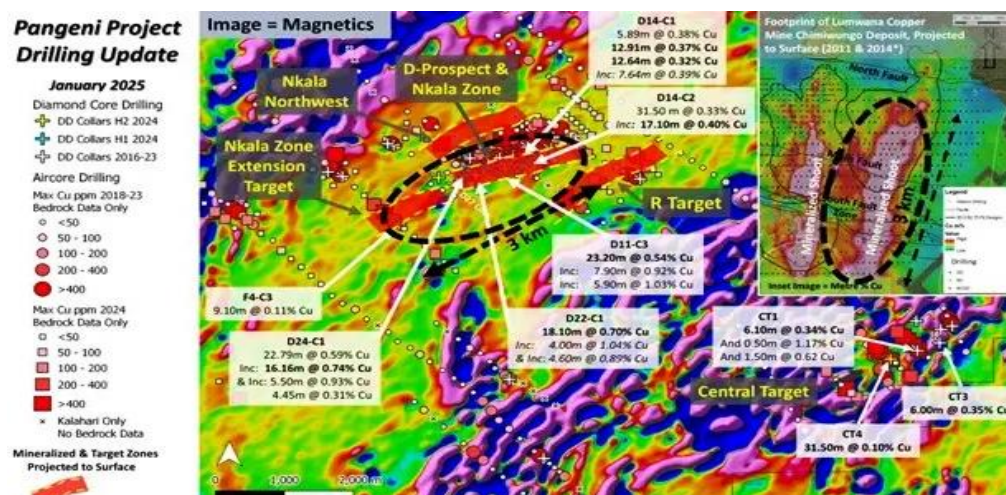 Pangeni Project
Drilling Update
January 2025
Diamond Core Drilling
DD Collars H2 2024
DD Collars H1 2024
DD Collars 2016-23
Aircore Drilling
Max Cu ppm 2018-23
Bedrock Data Only
<50
50 - 100
100 - 200
200 - 400
>400
Max Cu ppm 2024
Bedrock Data Only
<50
50 - 100
100 - 200
200 - 400
>400
Kalahari Only
No Bedrock Data
Mineralized & Target Zones
Projected to Surface
Image = Magnetics
Nkala
Northwest
D-Prospect &
Nkala Zone
Nkala Zone
Extension
Target
R Target
3 km
D14-C1
5.89m @ 0.38% Cu
12.91m @ 0.37% Cu
12.64m @ 0.32% Cu
Inc: 7.64m @ 0.39% Cu
D14-C2
31.50 m @ 0.33% Cu
Inc: 17.10m @ 0.40% Cu
D11-C3
23.20m @ 0.54% Cu
Inc: 7.90m @ 0.92% Cu
Inc: 5.90m @ 1.03% Cu
F4-C3
9.10m @ 0.11% Cu
D24-C1
22.79m @ 0.59% Cu
Inc: 16.16m @ 0.74% Cu
& Inc: 5.50m @ 0.93% Cu
4.45m @ 0.31% Cu
D22-C1
18.10m @ 0.70% Cu
Inc: 4.00m @ 1.04% Cu
& Inc: 4.60m @ 0.89% Cu
CT1
6.10m @ 0.34% Cu
And 0.50m @ 1.17% Cu
And 1.50m @ 0.62 Cu
Central Target
CT3
6.00m @ 0.35% Cu
CT4
31.50m @ 0.10% Cu
0
1,000
Footprint of Lumwana Copper
Mine Chimiwungo Deposit, Projected
to Surface (2011 & 2014*)
North Fault
Mineralized Shoot
Mineralized Shoot
3 km
Legend
Drilling
Inset Image = Metre % Cu